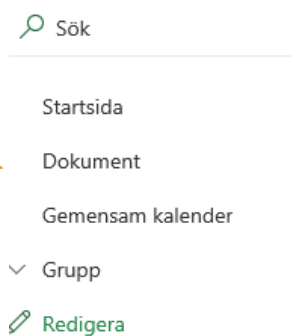 Sök
Startsida
Dokument
Gemensam kalender
Grupp
Redigera